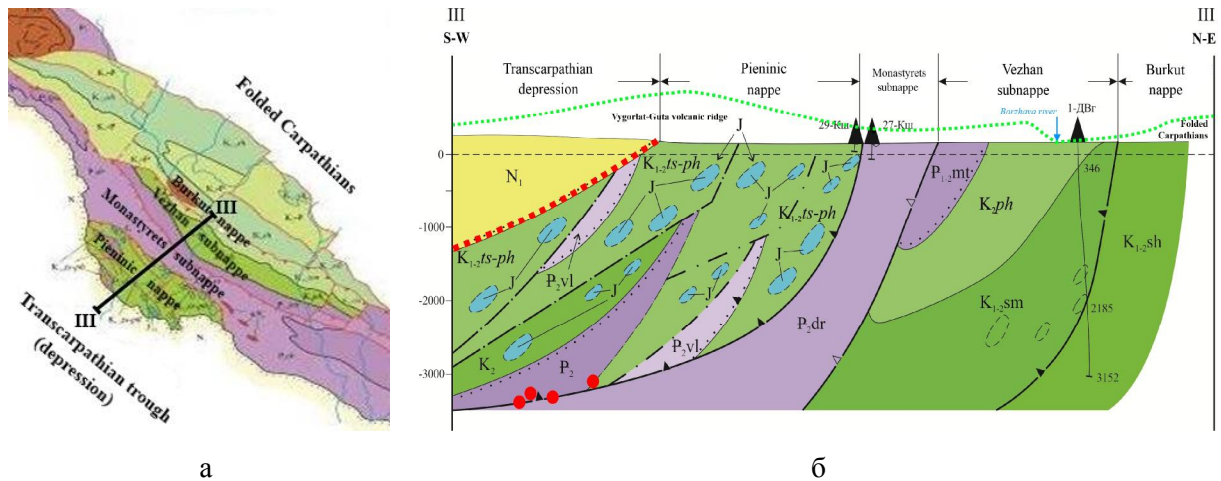 Folded Carpathians
III
Burkut nappe
Vezhan subnappe
Monastyrets subnappe
Pieninic nappe
III
Transcarpathian trough
(depression)
N
а
III
S-W
III
N-E
Transcarpathian
depression
Pieninic
nappe
Monastyrets
subnappe
Vezhan
subnappe
Burkut
nappe
Vygorlat-Guta volcanic ridge
29-Кш
27-Кш
Borzhava river
1-ДВг
Folded
Carpathians
0
-1000
-2000
-3000
N₁
J
K₁₋₂ts-ph
J
J
J
K₁₋₂ts-ph
P₁₋₂mt
K₂ph
346
K₁₋₂sh
K₁₋₂ts-ph
J
P₂vl
J
J
J
K₂
P₂
P₂vl
P₂dr
K₁₋₂sm
2185
3152
б